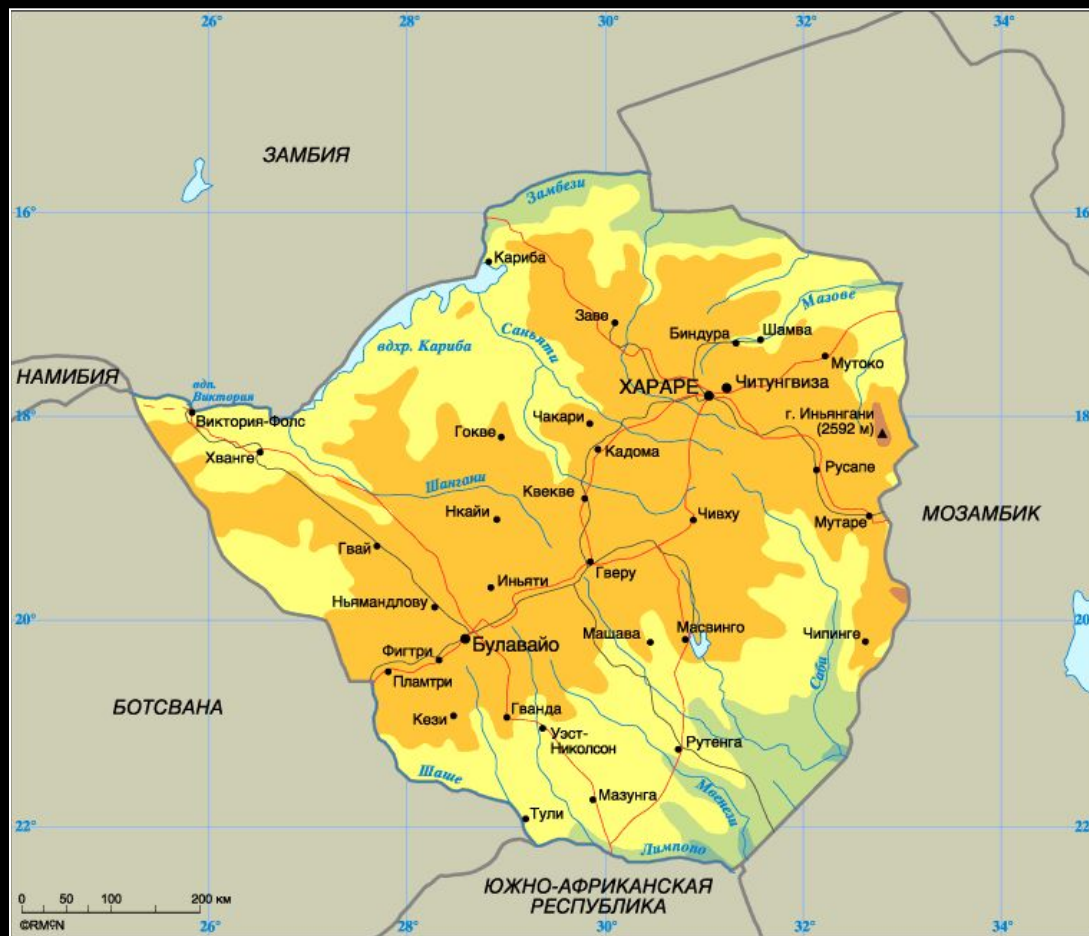 26°
28°
30°
32°
34°
ЗАМБИЯ
Замбези
16°
16°
Кариба
Мазове
Заве
Саньяти
Биндура
Шамва
вдхр. Кариба
Мутоко
НАМИБИЯ
вдп.
Виктория
ХАРАРЕ
Читунгвиза
18°
18°
Виктория-Фолс
Чакари
г. Иньянгани
(2592 м)
Гокве
Хванге
Кадома
Русапе
Шангани
Квекве
Нкайи
Чивху
Мутаре
МОЗАМБИК
Гвай
Гверу
Иньяти
Ньямандлову
20°
20°
Машава
Масвинго
Чипинге
Булавайо
Фигтри
Саби
Пламтри
БОТСВАНА
Кези
Гванда
Уэст-
Николсон
Рутенга
Шаше
Мвенези
Мазунга
Тули
22°
22°
Лимпопо
ЮЖНО-АФРИКАНСКАЯ
РЕСПУБЛИКА
0 50 100 200 км
©RMcN
26°
28°
30°
32°
34°